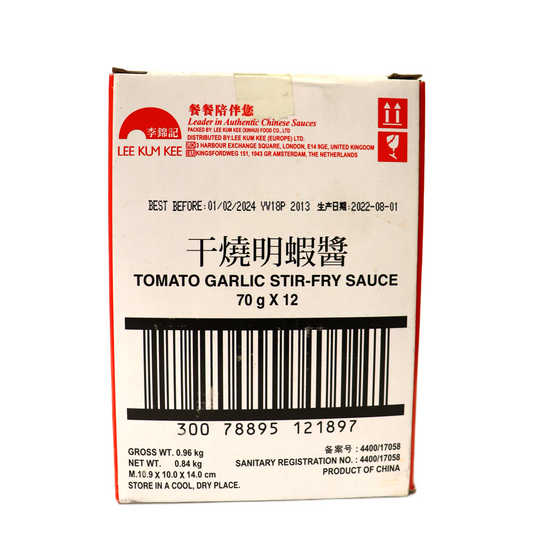 李錦記
LEE KUM KEE
餐餐陪伴您
Leader in Authentic Chinese Sauces
PACKED BY: LEE KUM KEE (XINHUI) FOOD CO., LTD
DISTRIBUTED BY:LEE KUM KEE (EUROPE) LTD.
UK 3 HARBOUR EXCHANGE SQUARE, LONDON, E14 9GE, UNITED KINGDOM
EU KINGSFORDWEG 151, 1043 GR AMSTERDAM, THE NETHERLANDS
BEST BEFORE:01/02/2024 YV18P 2013 生产日期:2022-08-01
干燒明蝦醬
TOMATO GARLIC STIR-FRY SAUCE
70 g X 12
300 78895 121897
GROSS WT. 0.96 kg
NET WT. 0.84 kg
M.10.9 X 10.0 X 14.0 cm
STORE IN A COOL, DRY PLACE.
备案号 : 4400/17058
SANITARY REGISTRATION NO. : 4400/17058
PRODUCT OF CHINA